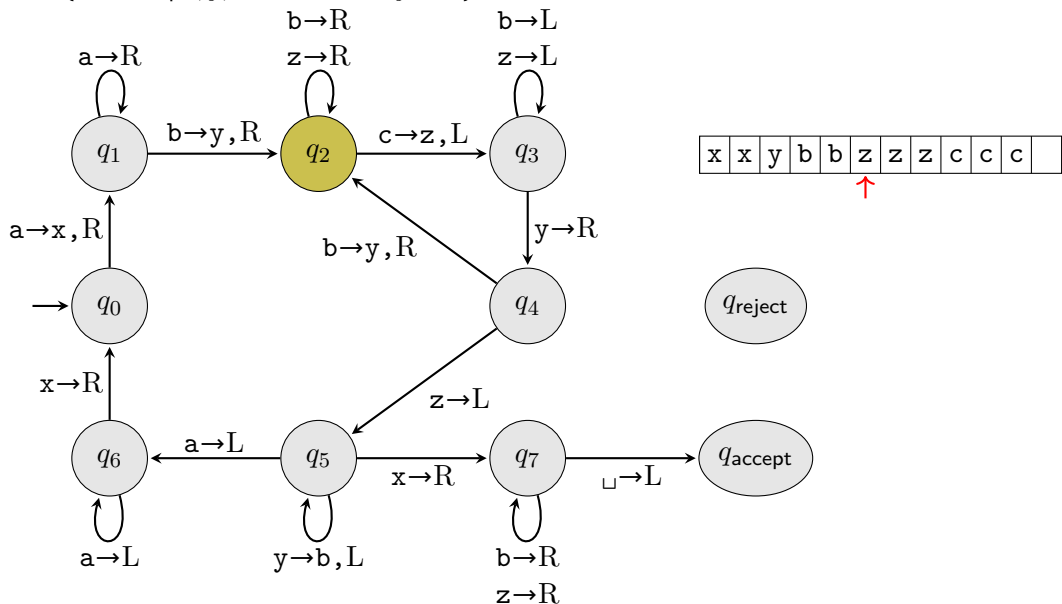 b→R
z→R
b→L
z→L
a→R
q1
b→y,R
q2
c→z,L
q3
x x y b b z z z c c c
a→x,R
y→R
b→y,R
q0
q4
qreject
x→R
z→L
q6
a→L
q5
x→R
q7
␣→L
qaccept
a→L
y→b,L
b→R
z→R